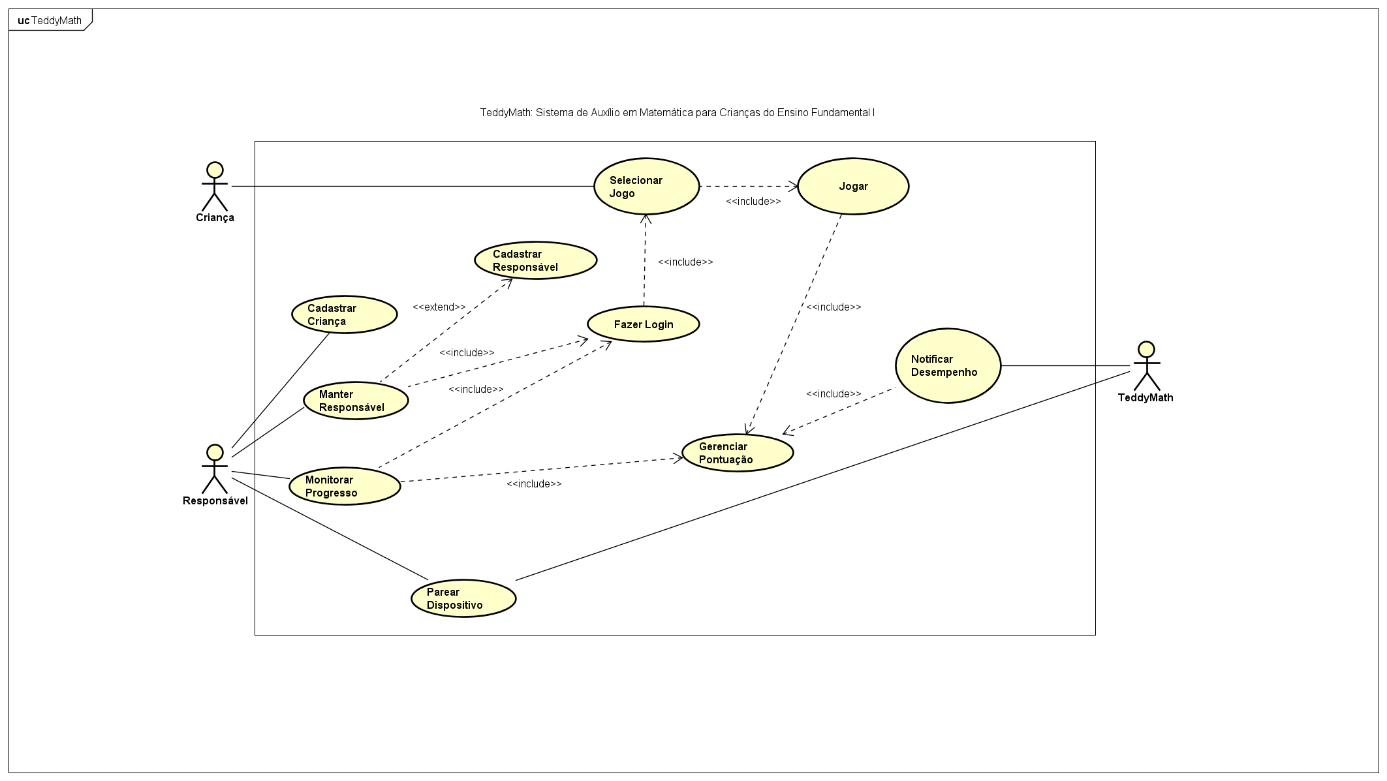 uc TeddyMath
TeddyMath: Sistema de Auxílio em Matemática para Crianças do Ensino Fundamental I
Criança
Selecionar
Jogo
<<include>>
Jogar
Cadastrar
Responsável
<<include>>
<<extend>>
Cadastrar
Criança
<<include>>
Fazer Login
<<include>>
Notificar
Desempenho
<<include>>
<<include>>
Manter
Responsável
TeddyMath
Gerenciar
Pontuação
Monitorar
Progresso
<<include>>
Responsável
Parear
Dispositivo